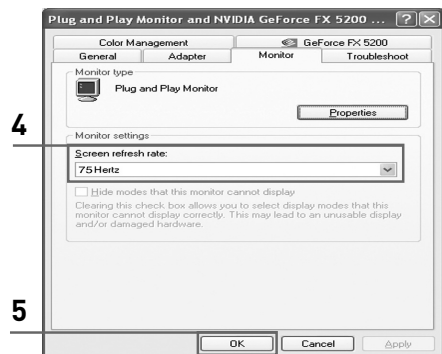 Plug and Play Monitor and NVIDIA GeForce FX 5200 ...
Color Management
GeForce FX 5200
General
Adapter
Monitor
Troubleshoot
Monitor type
Plug and Play Monitor
Properties
4
Monitor settings
Screen refresh rate:
75 Hertz
Hide modes that this monitor cannot display
Clearing this check box allows you to select display modes that this
monitor cannot display correctly. This may lead to an unusable display
and/or damaged hardware.
5
OK
Cancel
Apply